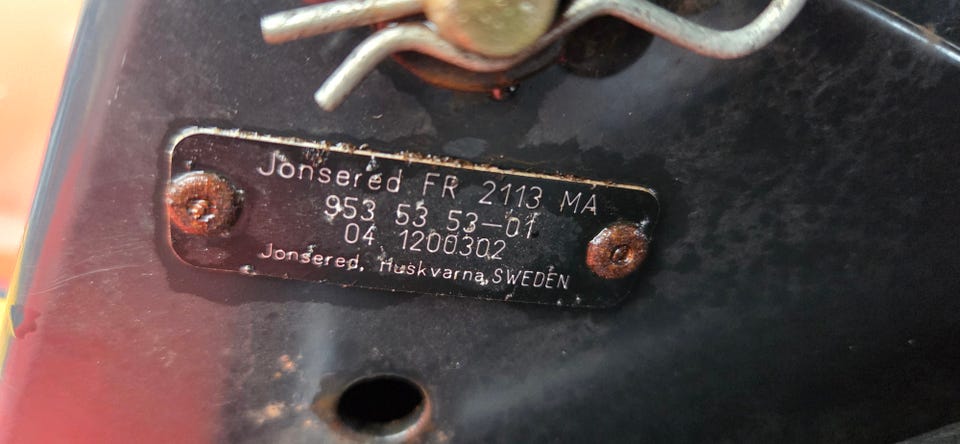 Jonsered FR 2113 MA
953 53 53-01
04 1200302
Jonsered, Huskvarna, SWEDEN